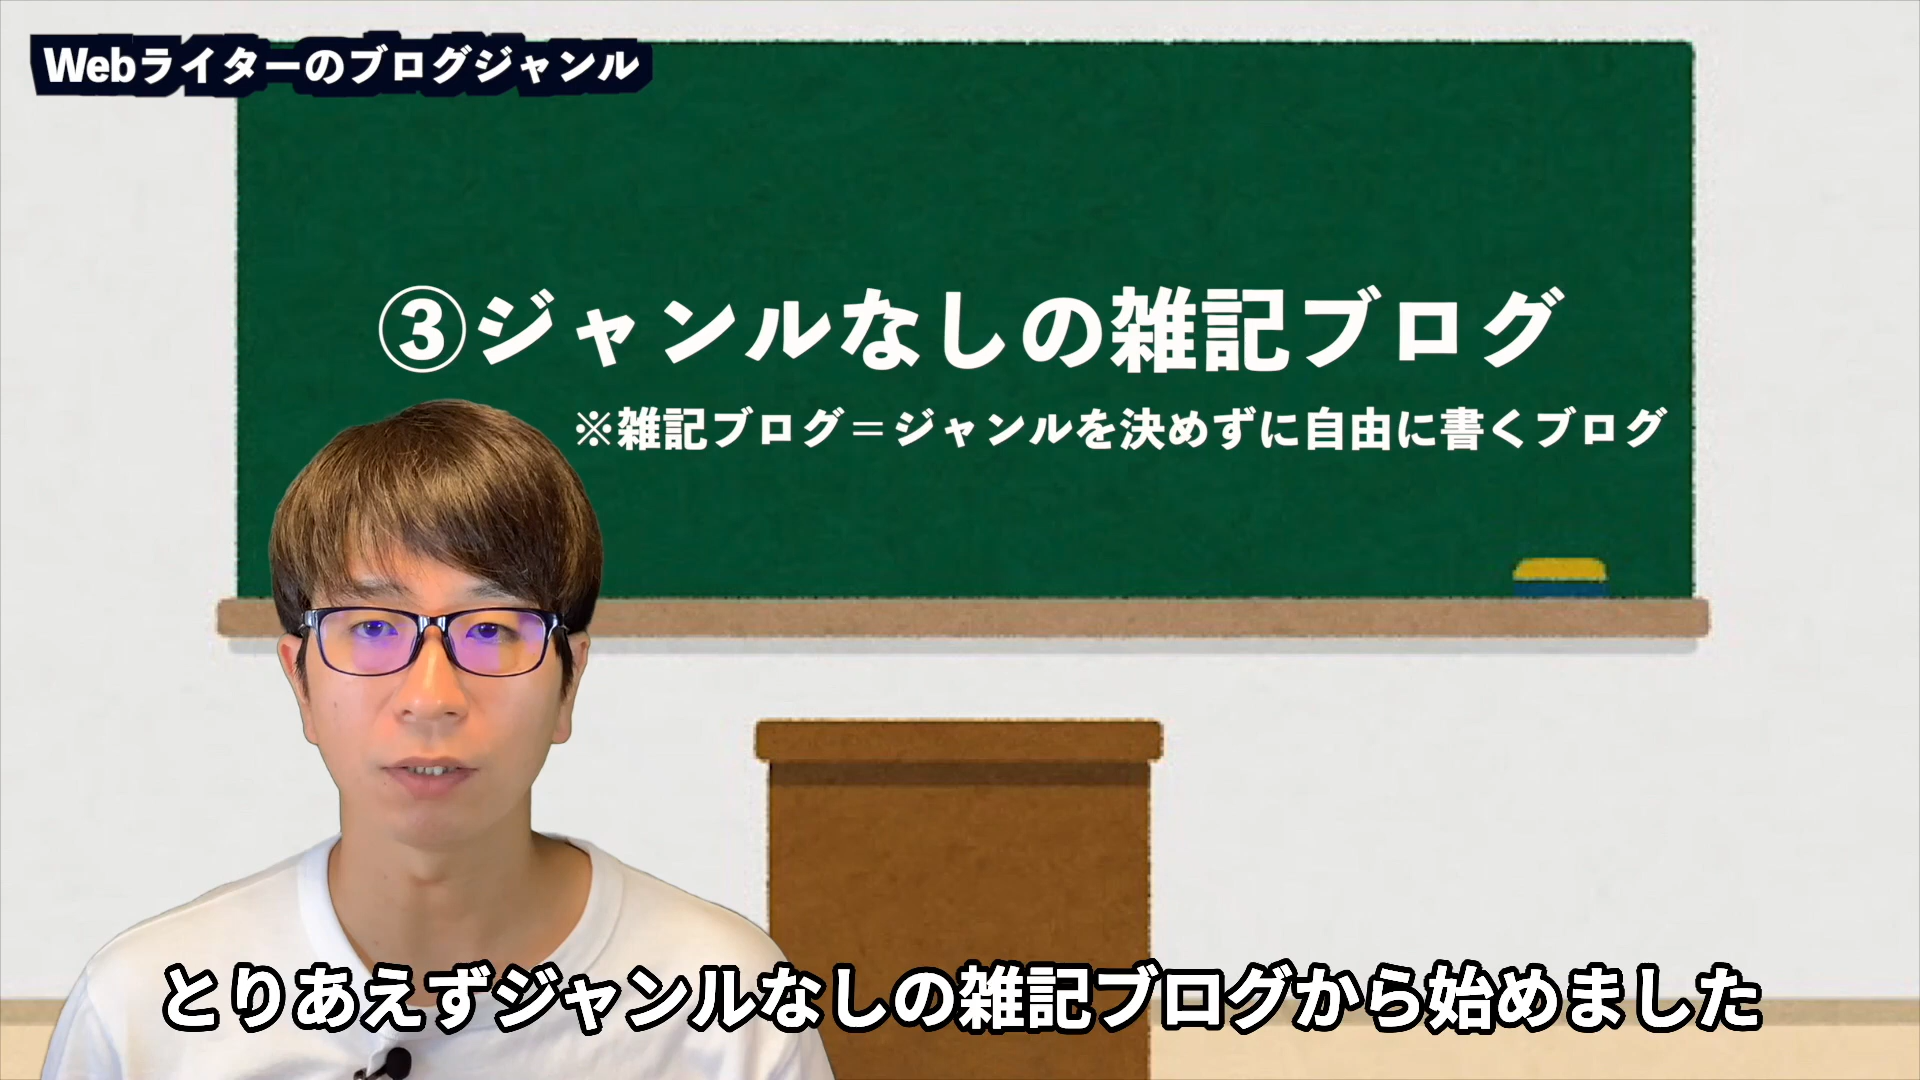 Webライターのブログジャンル
③ジャンルなしの雑記ブログ
※雑記ブログ＝ジャンルを決めずに自由に書くブログ
とりあえずジャンルなしの雑記ブログから始めました